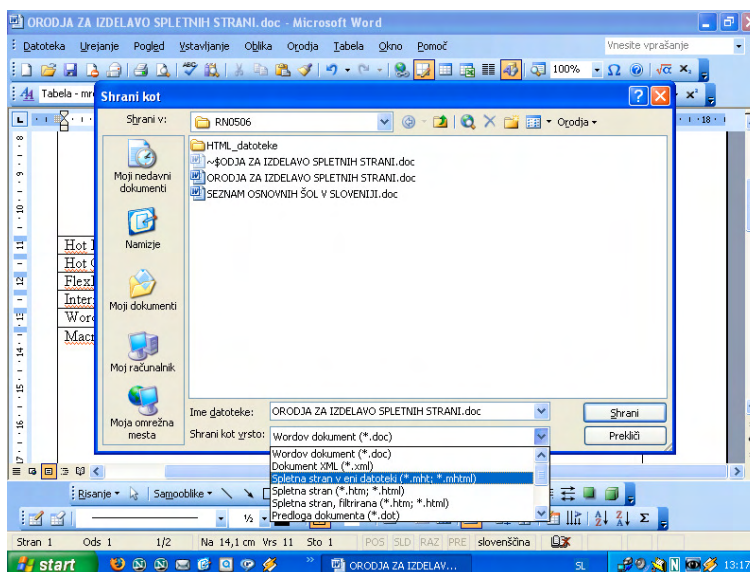 ORODJA ZA IZDELAVO SPLETNIH STRANI.doc - Microsoft Word
Datoteka Urejanje Pogled Vstavljanje Oblika Orodja Tabela Okno Pomoč Vnesite vprašanje
100%
Tabela - mre
Shrani kot
Shrani v: RN0506 Orodja
HTML_datoteke
~$ODJA ZA IZDELAVO SPLETNIH STRANI.doc
ORODJA ZA IZDELAVO SPLETNIH STRANI.doc
SEZNAM OSNOVNIH ŠOL V SLOVENIJI.doc
Moji nedavni
dokumenti
Namizje
Moji dokumenti
Moj računalnik
Moja omrežna
mesta
Hot
Hot
Flex
Inter
Wor
Macr
Ime datoteke: ORODJA ZA IZDELAVO SPLETNIH STRANI.doc Shrani
Shrani kot vrsto: Wordov dokument (*.doc) Prekliči
Wordov dokument (*.doc)
Dokument XML (*.xml)
Spletna stran v eni datoteki (*.mht; *.mhtml)
Spletna stran (*.htm; *.html)
Spletna stran, filtrirana (*.htm; *.html)
Predloga dokumenta (*.dot)
Risanje Samooblike
½
Stran 1 Ods 1 1/2 Na 14,1 cm Vrs 11 Sto 1 POS SLD RAZ PRE slovenščina
start ORODJA ZA IZDELAV... SL 13:17